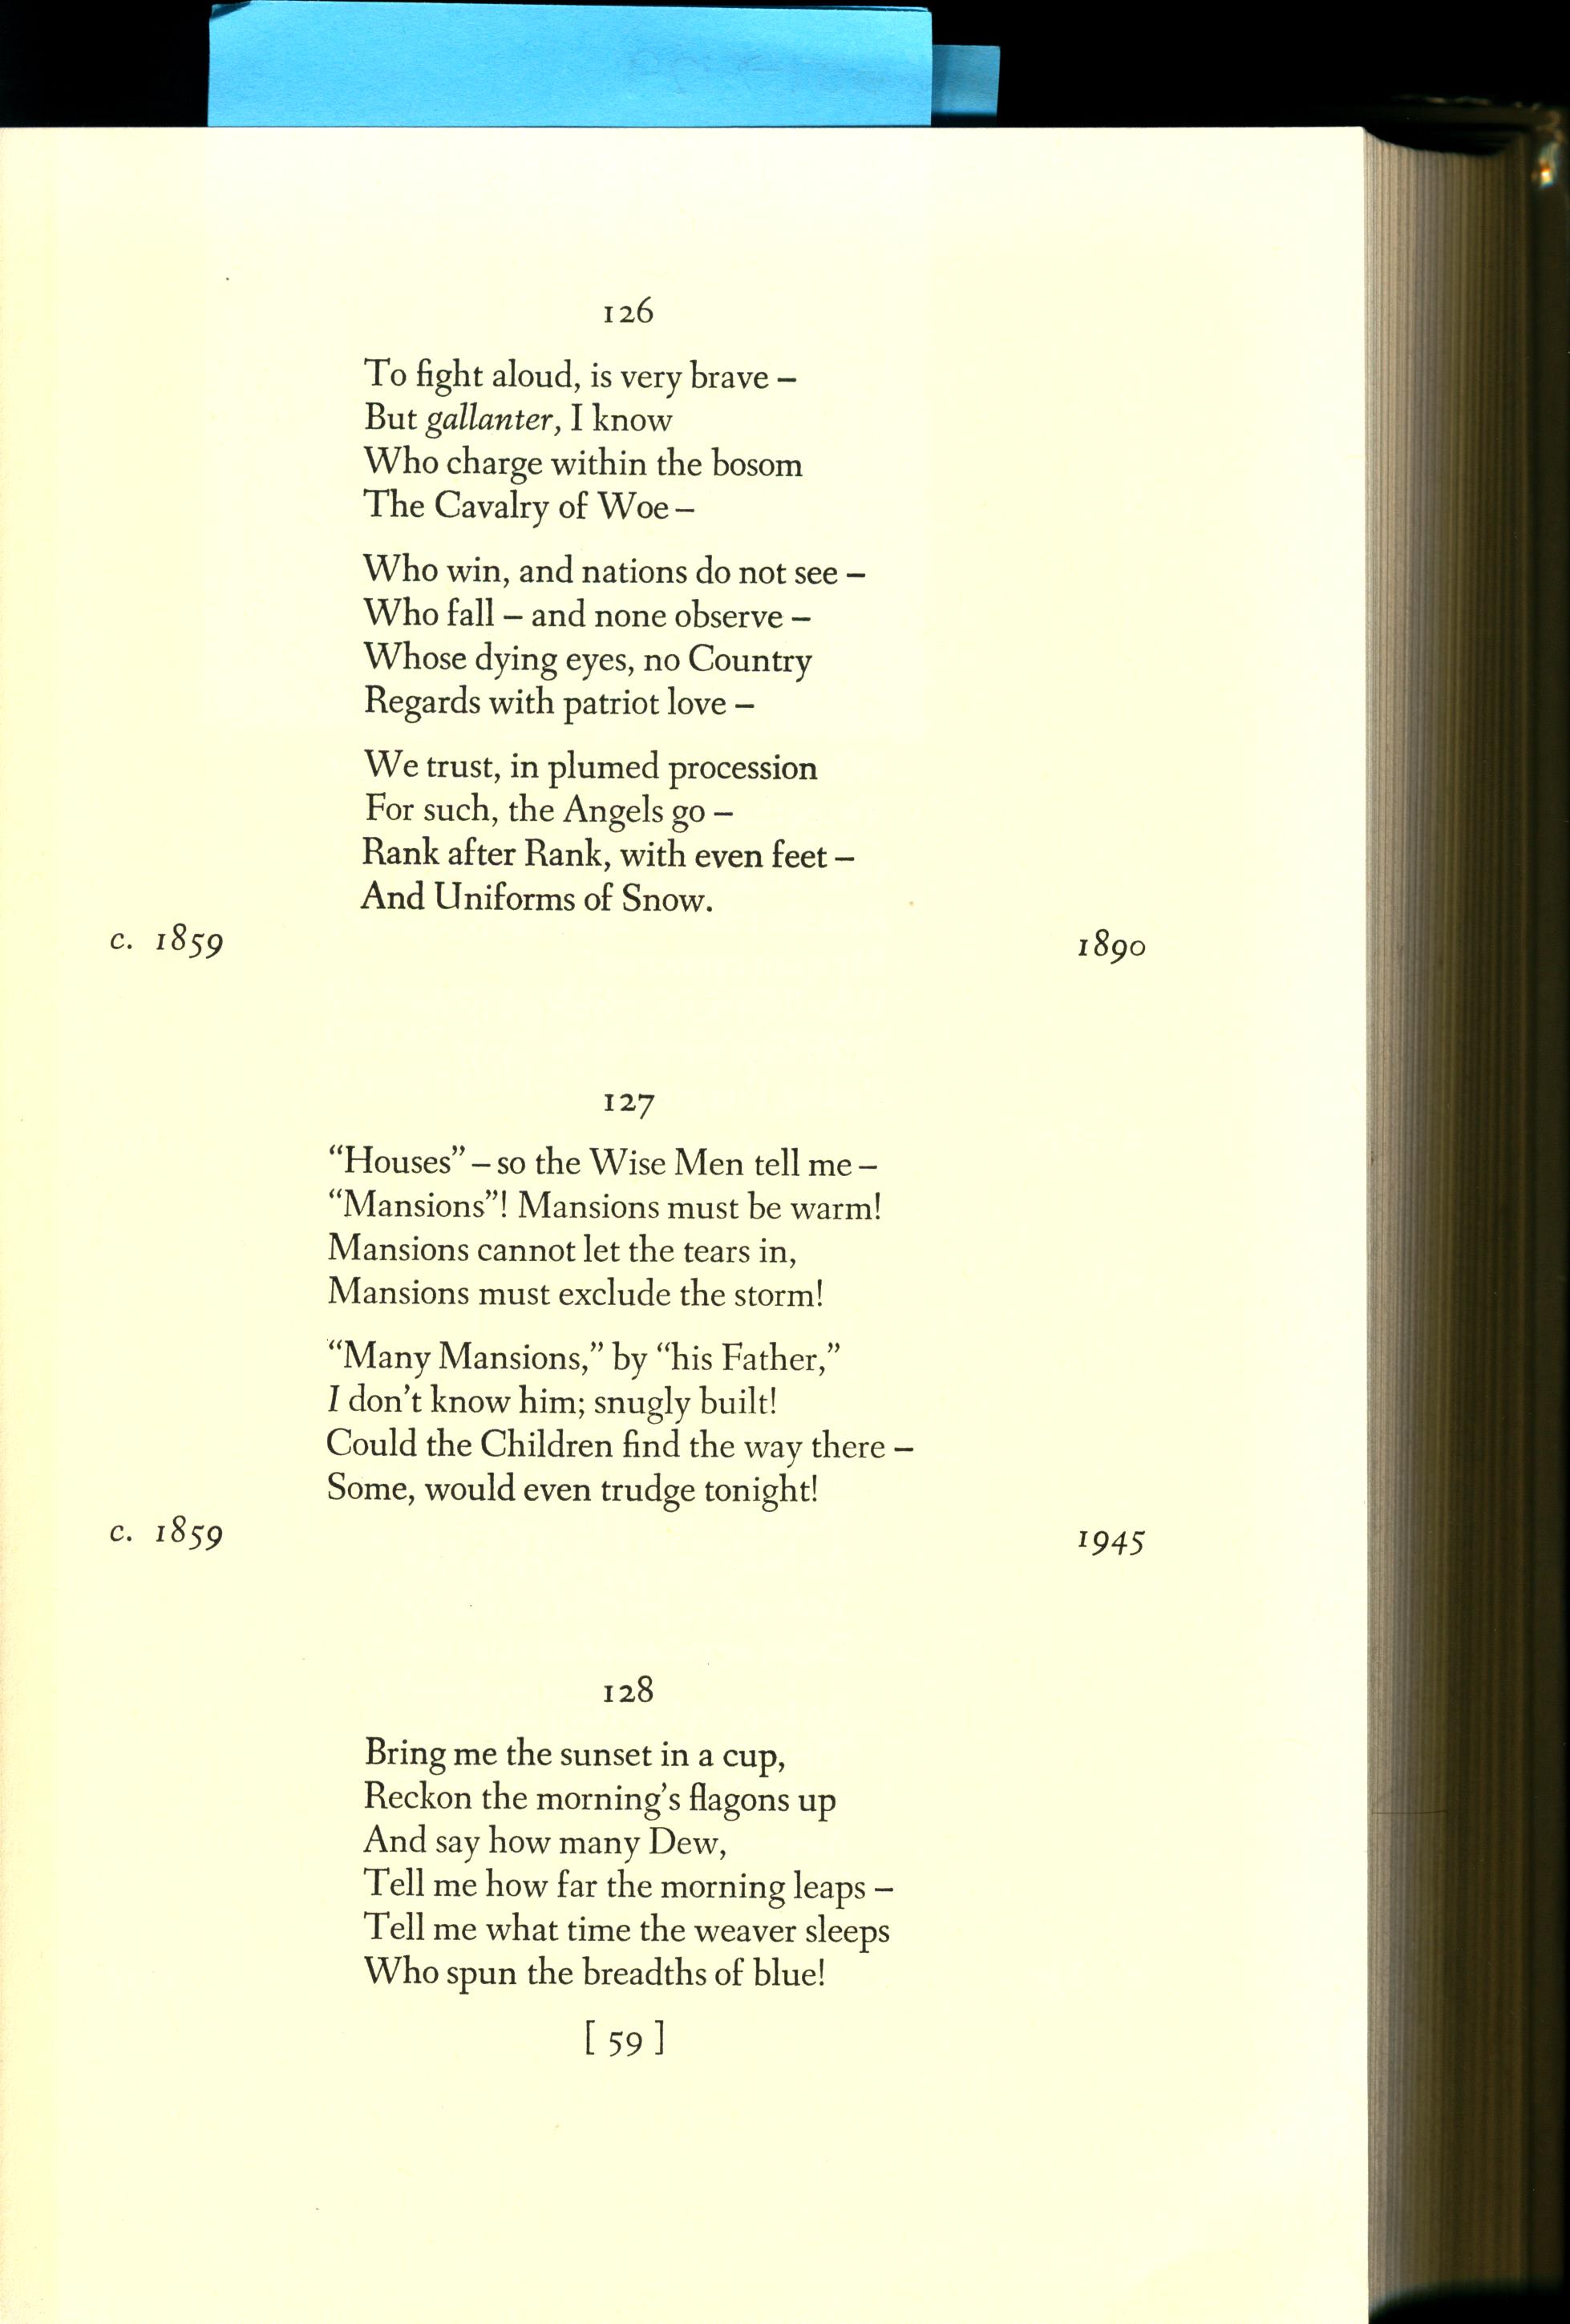 126
To fight aloud, is very brave –
But gallanter, I know
Who charge within the bosom
The Cavalry of Woe –
Who win, and nations do not see –
Who fall – and none observe –
Whose dying eyes, no Country
Regards with patriot love –
We trust, in plumed procession
For such, the Angels go –
Rank after Rank, with even feet –
And Uniforms of Snow.
c. 1859 1890
127
“Houses” – so the Wise Men tell me –
“Mansions”! Mansions must be warm!
Mansions cannot let the tears in,
Mansions must exclude the storm!
“Many Mansions,” by “his Father,”
I don’t know him; snugly built!
Could the Children find the way there –
Some, would even trudge tonight!
c. 1859 1945
128
Bring me the sunset in a cup,
Reckon the morning’s flagons up
And say how many Dew,
Tell me how far the morning leaps –
Tell me what time the weaver sleeps
Who spun the breadths of blue!
[ 59 ]